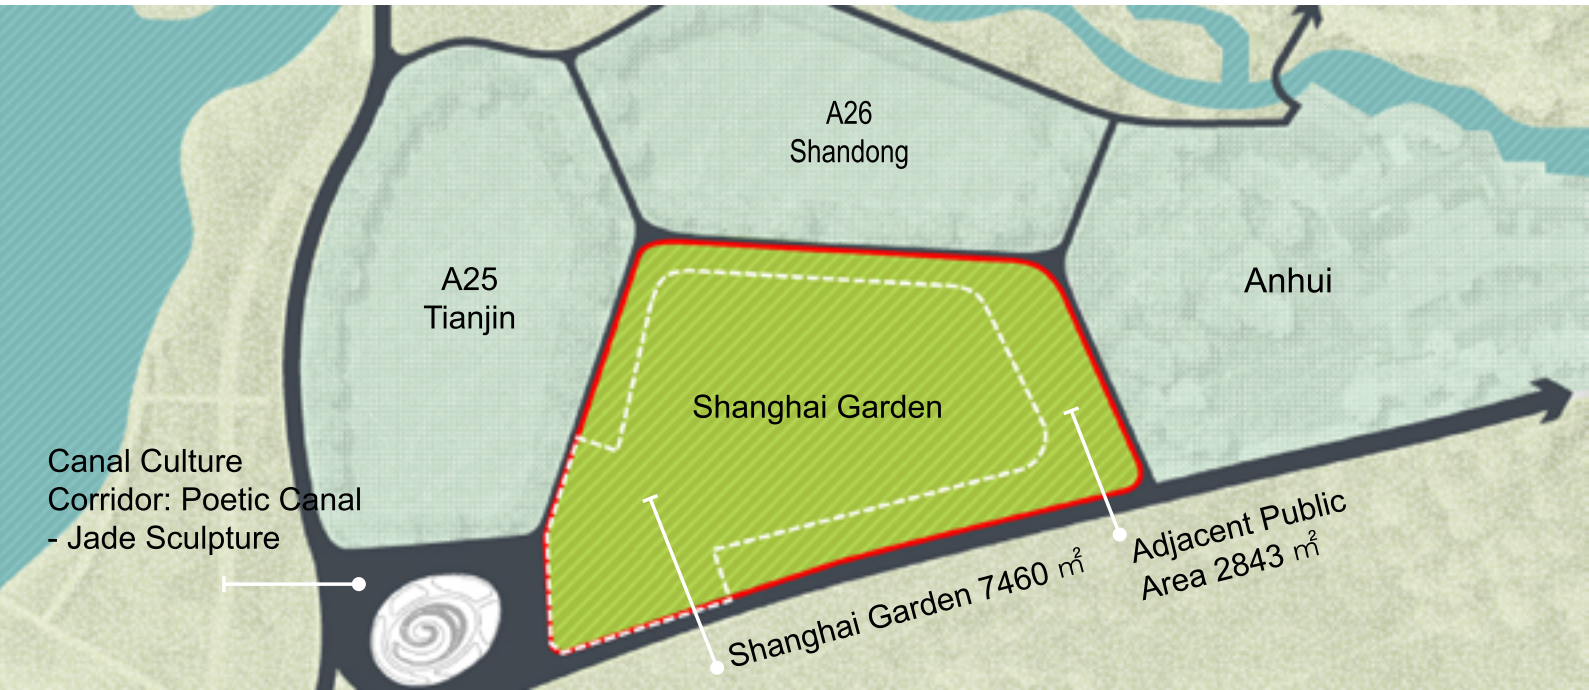 A26
Shandong
A25
Tianjin
Anhui
Shanghai Garden
Canal Culture
Corridor: Poetic Canal
- Jade Sculpture
Adjacent Public
Area 2843 ㎡
Shanghai Garden 7460 ㎡